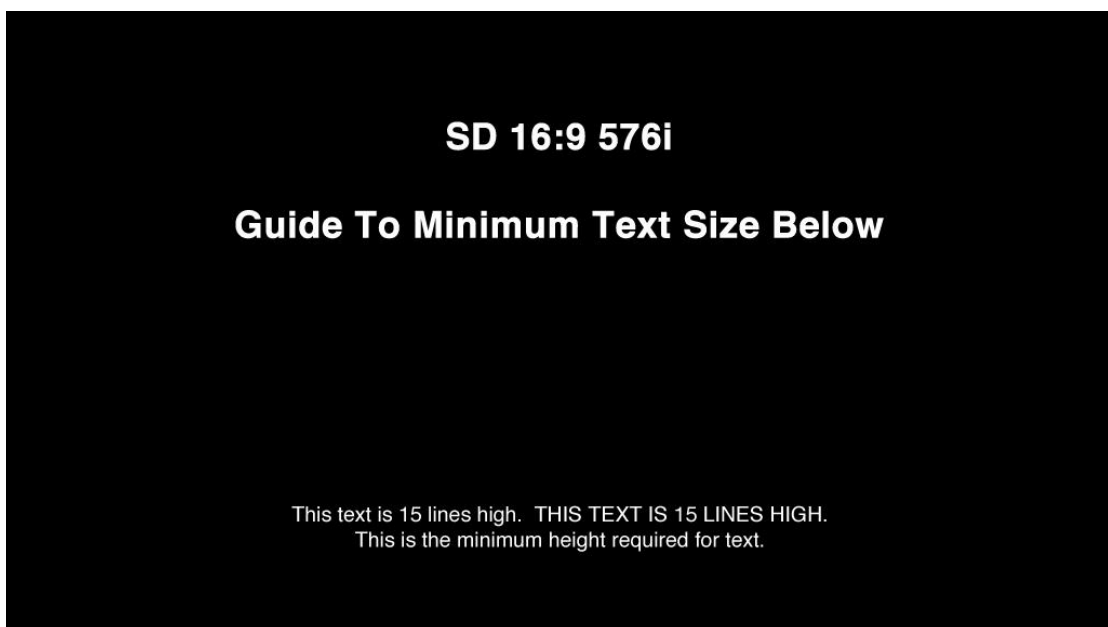 SD 16:9 576i
Guide To Minimum Text Size Below
This text is 15 lines high.  THIS TEXT IS 15 LINES HIGH.
This is the minimum height required for text.